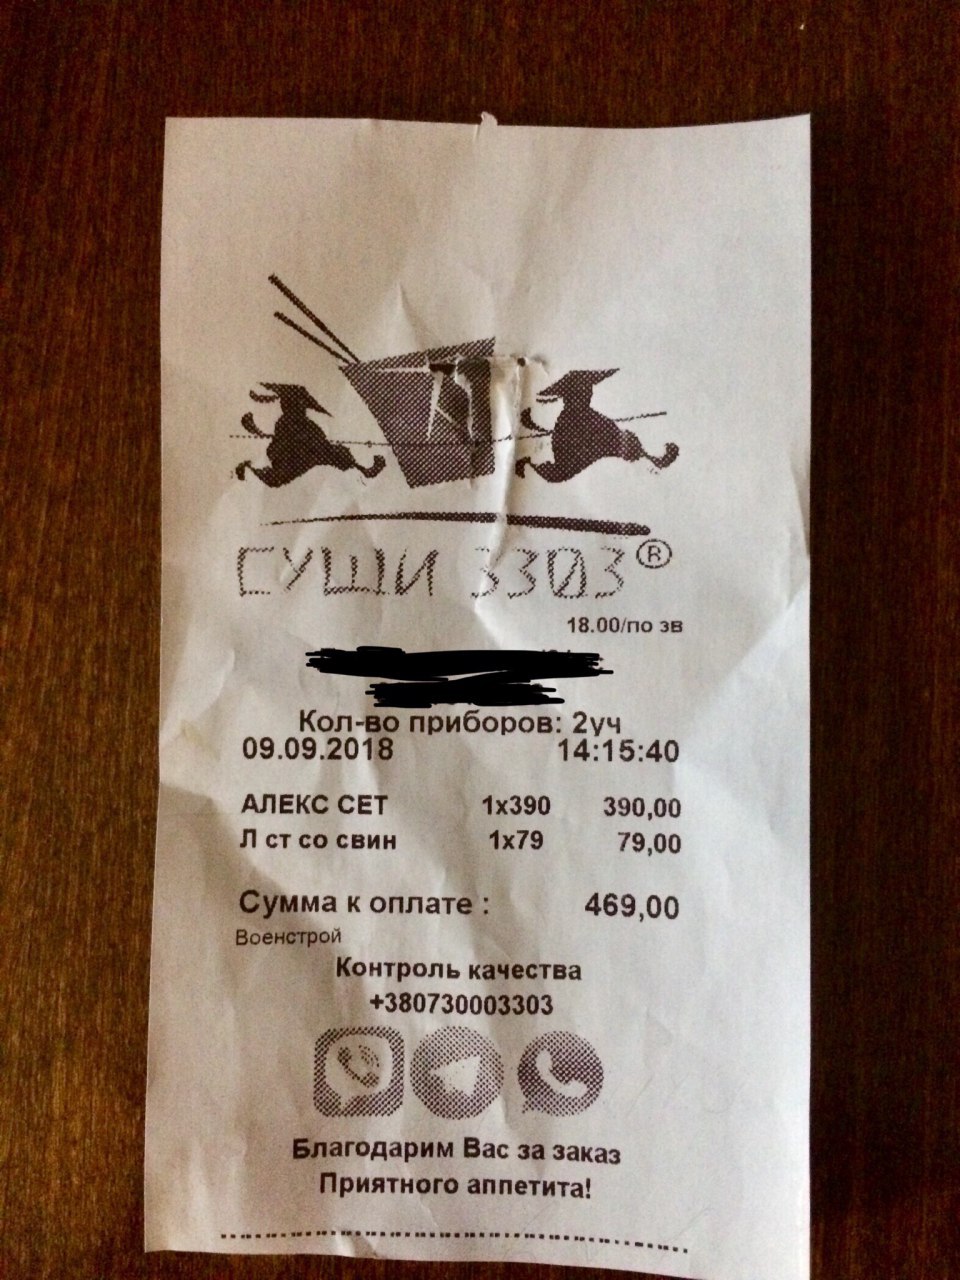 СУШИ 3303®
18.00/по зв
Кол-во приборов: 2уч
09.09.2018 14:15:40
АЛЕКС СЕТ 1x390 390,00
Л ст со свин 1x79 79,00
Сумма к оплате : 469,00
Военстрой
Контроль качества
+380730003303
Благодарим Вас за заказ
Приятного аппетита!